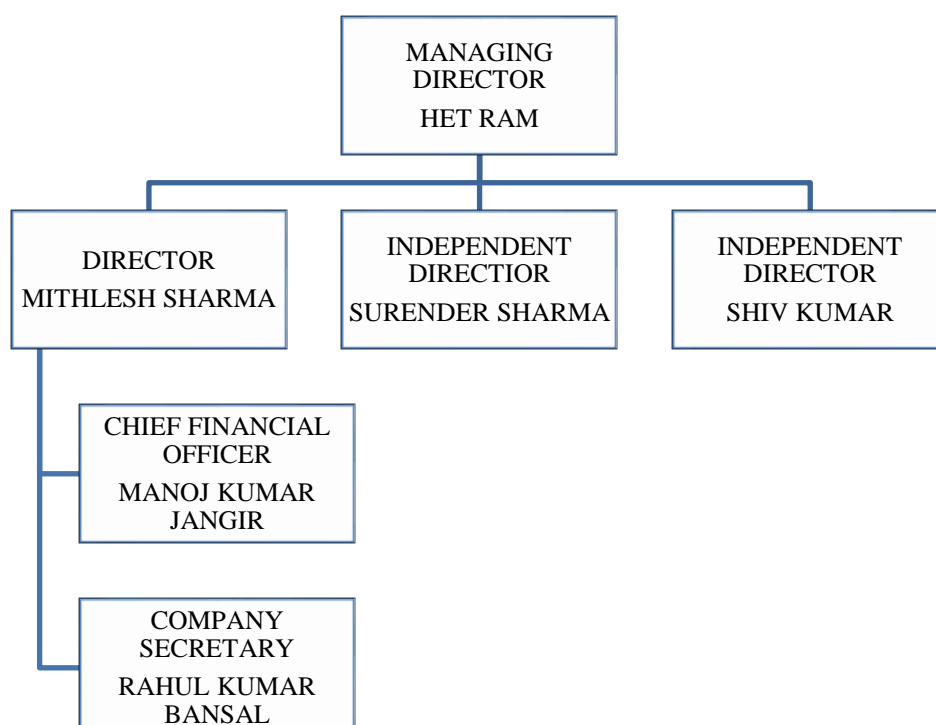 MANAGING
DIRECTOR
HET RAM
DIRECTOR
MITHLESH SHARMA
INDEPENDENT
DIRECTIOR
SURENDER SHARMA
INDEPENDENT
DIRECTOR
SHIV KUMAR
CHIEF FINANCIAL
OFFICER
MANOJ KUMAR
JANGIR
COMPANY
SECRETARY
RAHUL KUMAR
BANSAL